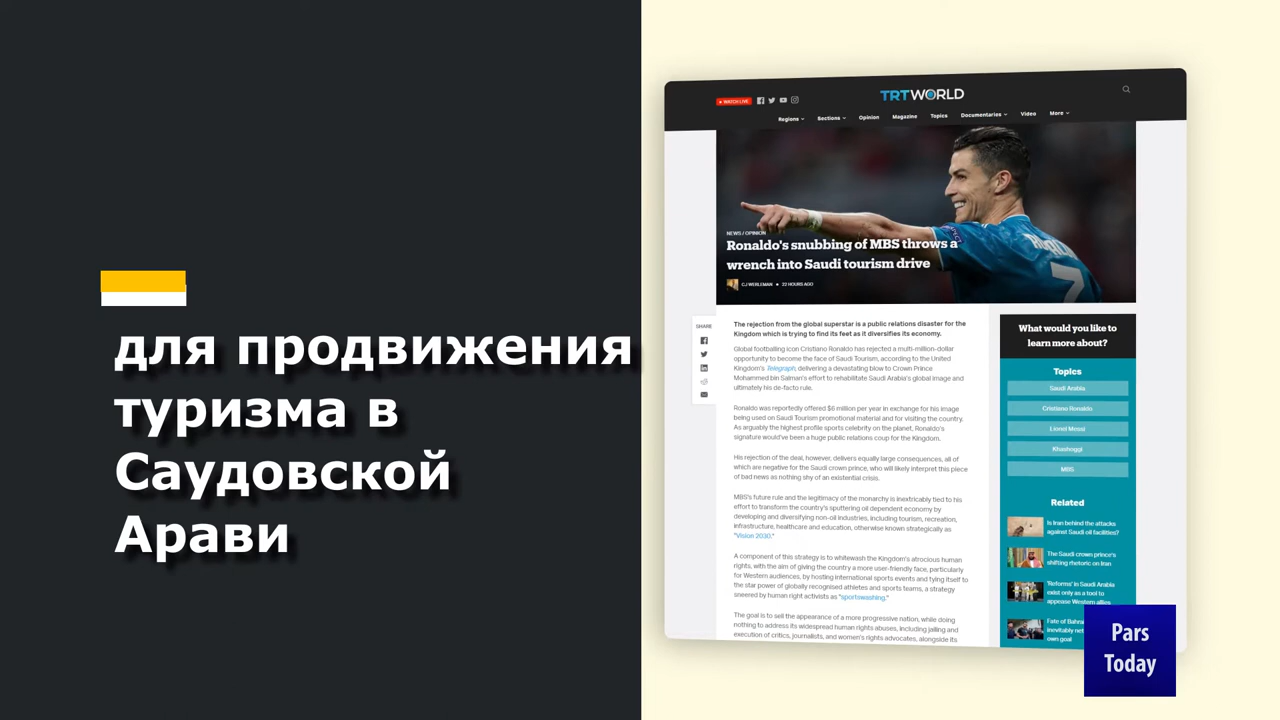 для продвижения
туризма в
Саудовской
Арави
WATCH LIVE
TRTWORLD
Regions
Sections
Opinion
Magazine
Topics
Documentaries
Video
More
NEWS / OPINION
Ronaldo's snubbing of MBS throws a
wrench into Saudi tourism drive
CJ WERLEMAN • 22 HOURS AGO
RONALDO
7
SHARE
The rejection from the global superstar is a public relations disaster for the
Kingdom which is trying to find its feet as it diversifies its economy.
Global footballing icon Cristiano Ronaldo has rejected a multi-million-dollar
opportunity to become the face of Saudi Tourism, according to the United
Kingdom's Telegraph, delivering a devastating blow to Crown Prince
Mohammed bin Salman's effort to rehabilitate Saudi Arabia's global image and
ultimately his de-facto rule.
Ronaldo was reportedly offered $6 million per year in exchange for his image
being used on Saudi Tourism promotional material and for visiting the country.
As arguably the highest profile sports celebrity on the planet, Ronaldo's
signature would've been a huge public relations coup for the Kingdom.
His rejection of the deal, however, delivers equally large consequences, all of
which are negative for the Saudi crown prince, who will likely interpret this piece
of bad news as nothing shy of an existential crisis.
MBS's future rule and the legitimacy of the monarchy is inextricably tied to his
effort to transform the country's sputtering oil dependent economy by
developing and diversifying non-oil industries, including tourism, recreation,
infrastructure, healthcare and education, otherwise known strategically as
"Vision 2030."
A component of this strategy is to whitewash the Kingdom's atrocious human
rights, with the aim of giving the country a more user-friendly face, particularly
for Western audiences, by hosting international sports events and tying itself to
the star power of globally recognised athletes and sports teams, a strategy
sneered by human right activists as "sportswashing."
The goal is to sell the appearance of a more progressive nation, while doing
nothing to address its widespread human rights abuses, including jailing and
execution of critics, journalists, and women's rights advocates, alongside its
What would you like to
learn more about?
Topics
Saudi Arabia
Cristiano Ronaldo
Lionel Messi
Khashoggi
MBS
Related
Is Iran behind the attacks
against Saudi oil facilities?
The Saudi crown prince's
shifting rhetoric on Iran
'Reforms' in Saudi Arabia
exist only as a tool to
appease Western allies
Fate of Bahra
inevitably net
own goal
Pars
Today